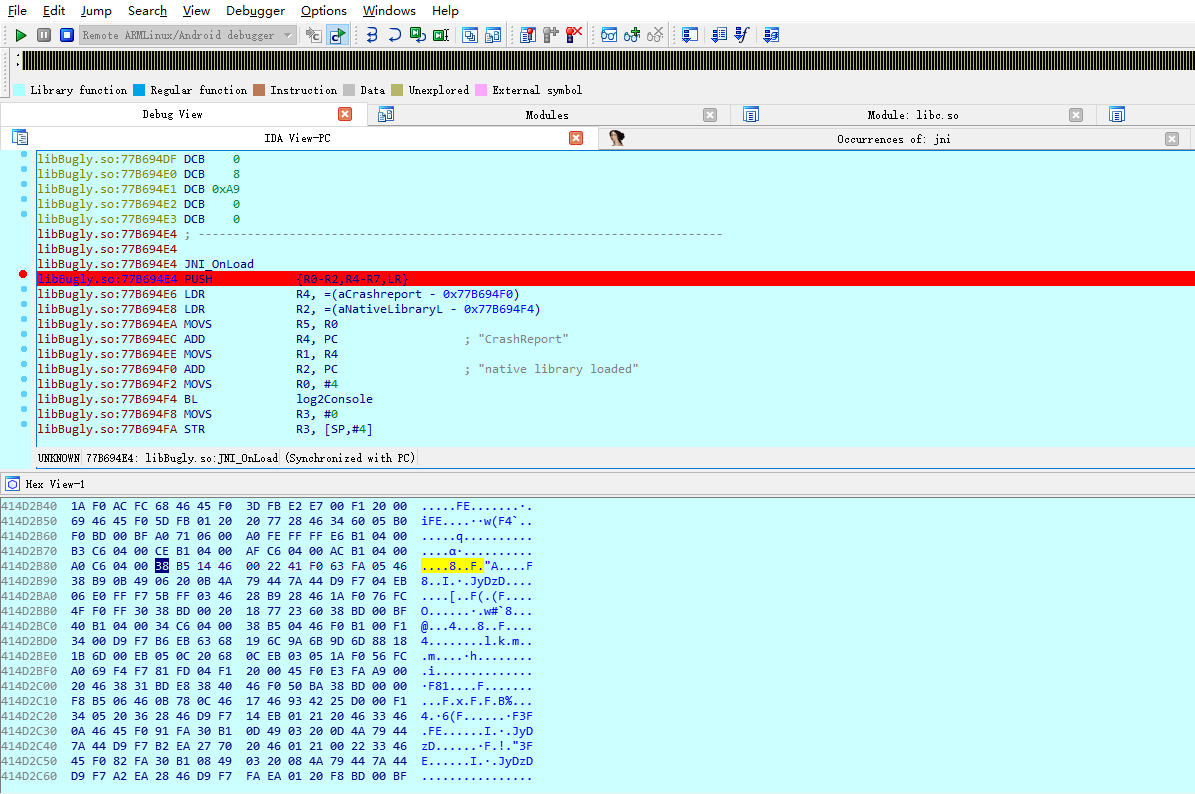 File Edit Jump Search View Debugger Options Windows Help
Remote ARMLinux/Android debugger
Library function Regular function Instruction Data Unexplored External symbol
Debug View Modules Module: libc.so
IDA View-PC Occurrences of: jni
libBugly.so:77B694DF DCB 0
libBugly.so:77B694E0 DCB 8
libBugly.so:77B694E1 DCB 0xA9
libBugly.so:77B694E2 DCB 0
libBugly.so:77B694E3 DCB 0
libBugly.so:77B694E4 ; ---------------------------------------------------------------------------
libBugly.so:77B694E4
libBugly.so:77B694E4 JNI_OnLoad
libBugly.so:77B694E4 PUSH {R0-R2,R4-R7,LR}
libBugly.so:77B694E6 LDR R4, =(aCrashreport - 0x77B694F0)
libBugly.so:77B694E8 LDR R2, =(aNativeLibraryL - 0x77B694F4)
libBugly.so:77B694EA MOVS R5, R0
libBugly.so:77B694EC ADD R4, PC ; "CrashReport"
libBugly.so:77B694EE MOVS R1, R4
libBugly.so:77B694F0 ADD R2, PC ; "native library loaded"
libBugly.so:77B694F2 MOVS R0, #4
libBugly.so:77B694F4 BL log2Console
libBugly.so:77B694F8 MOVS R3, #0
libBugly.so:77B694FA STR R3, [SP,#4]
UNKNOWN 77B694E4: libBugly.so:JNI_OnLoad (Synchronized with PC)
Hex View-1
414D2B40 1A F0 AC FC 68 46 45 F0 3D FB E2 E7 00 F1 20 00 .....FE.......·.
414D2B50 69 46 45 F0 5D FB 01 20 20 77 28 46 34 60 05 B0 iFE....··w(F4`..
414D2B60 F0 BD 00 BF A0 71 06 00 A0 FE FF FF E6 B1 04 00 .....q..........
414D2B70 B3 C6 04 00 CE B1 04 00 AF C6 04 00 AC B1 04 00 ....α·..........
414D2B80 A0 C6 04 00 38 B5 14 46 00 22 41 F0 63 FA 05 46 ....8..F."A....F
414D2B90 38 B9 0B 49 06 20 0B 4A 79 44 7A 44 D9 F7 04 EB 8..I.·.JyDzD....
414D2BA0 06 E0 FF F7 5B FF 03 46 28 B9 28 46 1A F0 76 FC ....[..F(.(F....
414D2BB0 4F F0 FF 30 38 BD 00 20 18 77 23 60 38 BD 00 BF O......·.w#`8...
414D2BC0 40 B1 04 00 34 C6 04 00 38 B5 04 46 F0 B1 00 F1 @...4...8..F....
414D2BD0 34 00 D9 F7 B6 EB 63 68 19 6C 9A 6B 9D 6D 88 18 4........l.k.m..
414D2BE0 1B 6D 00 EB 05 0C 20 68 0C EB 03 05 1A F0 56 FC .m....·h........
414D2BF0 A0 69 F4 F7 81 FD 04 F1 20 00 45 F0 E3 FA A9 00 .i......·.......
414D2C00 20 46 38 31 BD E8 38 40 46 F0 50 BA 38 BD 00 00 ·F81....F.......
414D2C10 F8 B5 06 46 0B 78 0C 46 17 46 93 42 25 D0 00 F1 ...F.x.F.F.B%...
414D2C20 34 05 20 36 28 46 D9 F7 14 EB 01 21 20 46 33 46 4.·6(F......·F3F
414D2C30 0A 46 45 F0 91 FA 30 B1 0D 49 03 20 0D 4A 79 44 .FE......I.·.JyD
414D2C40 7A 44 D9 F7 B2 EA 27 70 20 46 01 21 00 22 33 46 zD......·F.!."3F
414D2C50 45 F0 82 FA 30 B1 08 49 03 20 08 4A 79 44 7A 44 E......I.·.JyDzD
414D2C60 D9 F7 A2 EA 28 46 D9 F7 FA EA 01 20 F8 BD 00 BF ................